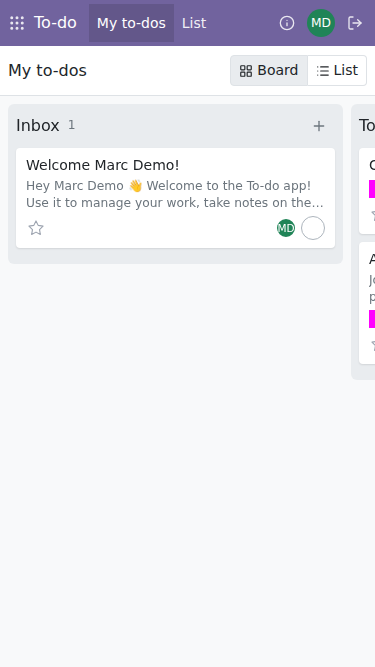 To-do My to-dos List MD
My to-dos Board List
Inbox 1
Welcome Marc Demo!
Hey Marc Demo 👋 Welcome to the To-do app!
Use it to manage your work, take notes on the…
MD
To